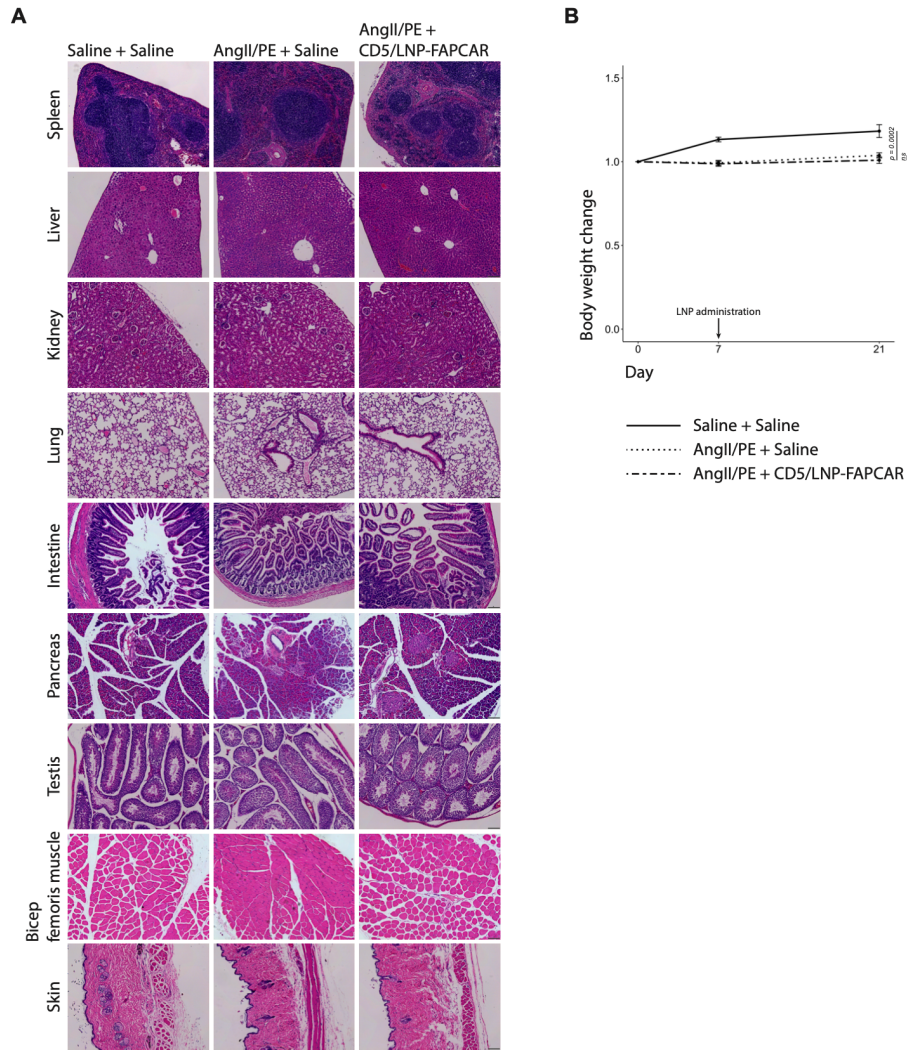 A
Saline + Saline
AngII/PE + Saline
AngII/PE +
CD5/LNP-FAPCAR
Spleen
Liver
Kidney
Lung
Intestine
Pancreas
Testis
Bicep
femoris muscle
Skin
B
Body weight change
1.5
1.0
0.5
0.0
LNP administration
0
7
21
Day
p = 0.0002
ns
Saline + Saline
AngII/PE + Saline
AngII/PE + CD5/LNP-FAPCAR